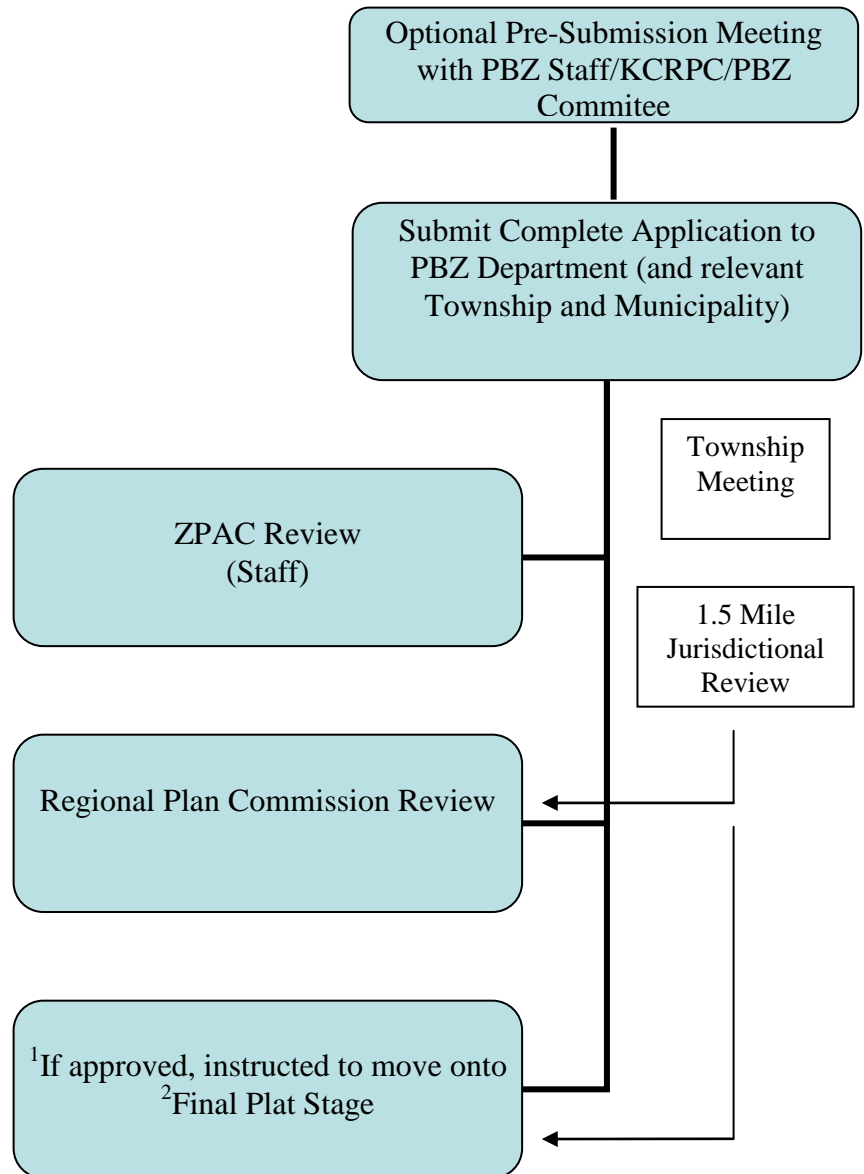 Optional Pre-Submission Meeting
with PBZ Staff/KCRPC/PBZ
Commitee
Submit Complete Application to
PBZ Department (and relevant
Township and Municipality)
Township
Meeting
ZPAC Review
(Staff)
1.5 Mile
Jurisdictional
Review
Regional Plan Commission Review
¹If approved, instructed to move onto
²Final Plat Stage